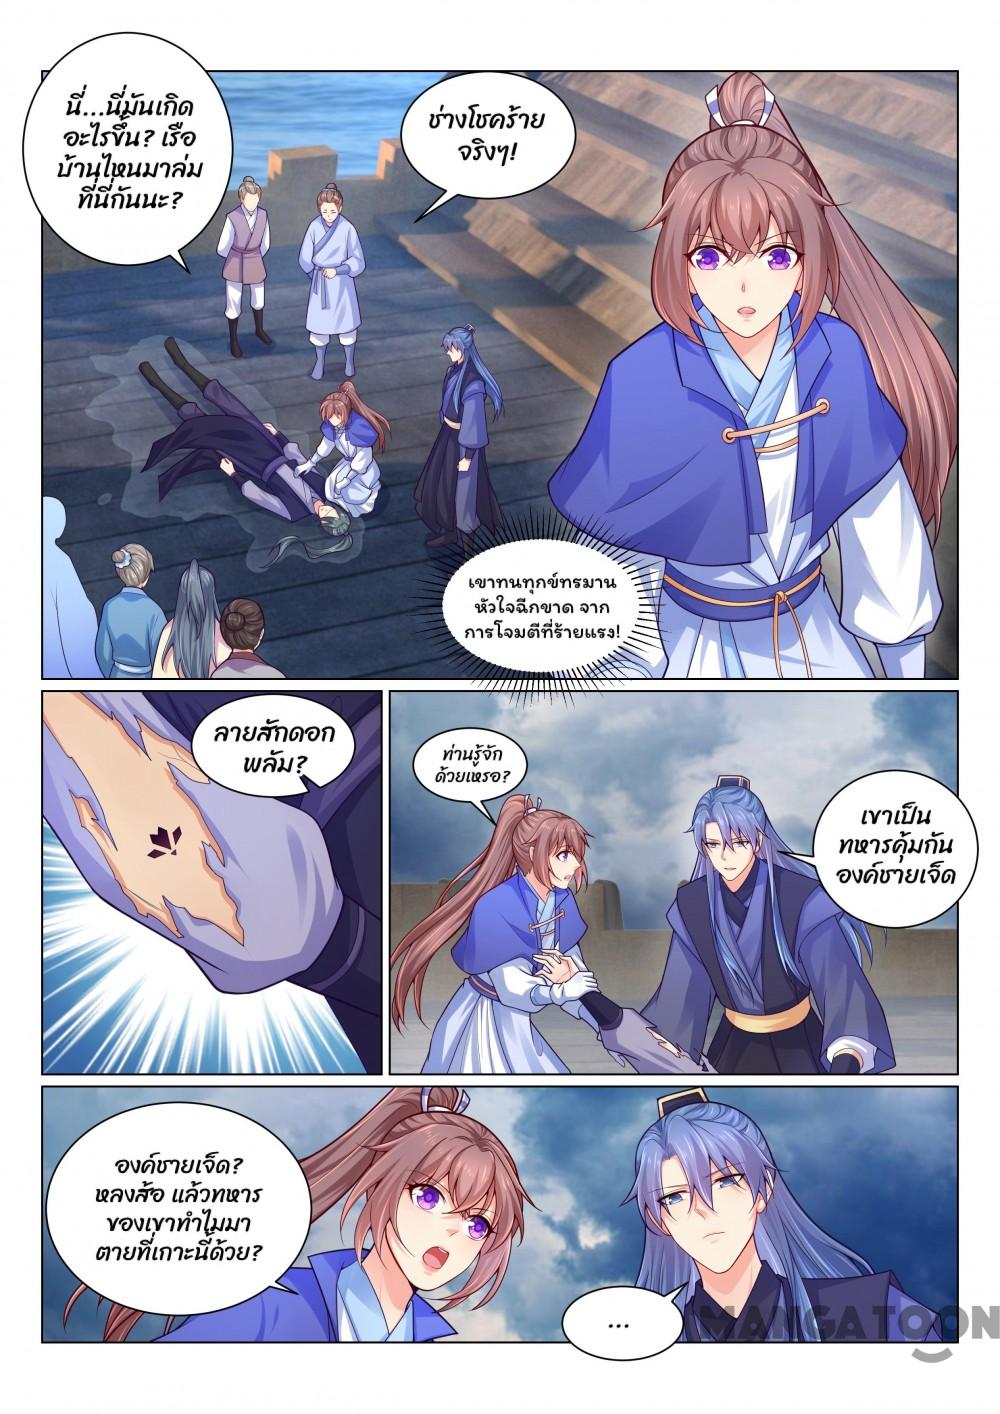 นี่...นี่มันเกิด
อะไรขึ้น? เรือ
บ้านไหนมาล่ม
ที่นี่กันนะ?
ช่างโชคร้าย
จริงๆ!
เขาทนทุกข์ทรมาน
หัวใจฉีกขาด จาก
การโจมตีที่ร้ายแรง!
ลายสักดอก
พลัม?
ท่านรู้จัก
ด้วยเหรอ?
เขาเป็น
ทหารคุ้มกัน
องค์ชายเจ็ด
องค์ชายเจ็ด?
หลงส้อ แล้วทหาร
ของเขาทำไมมา
ตายที่เกาะนี้ด้วย?
...
MANGATOON